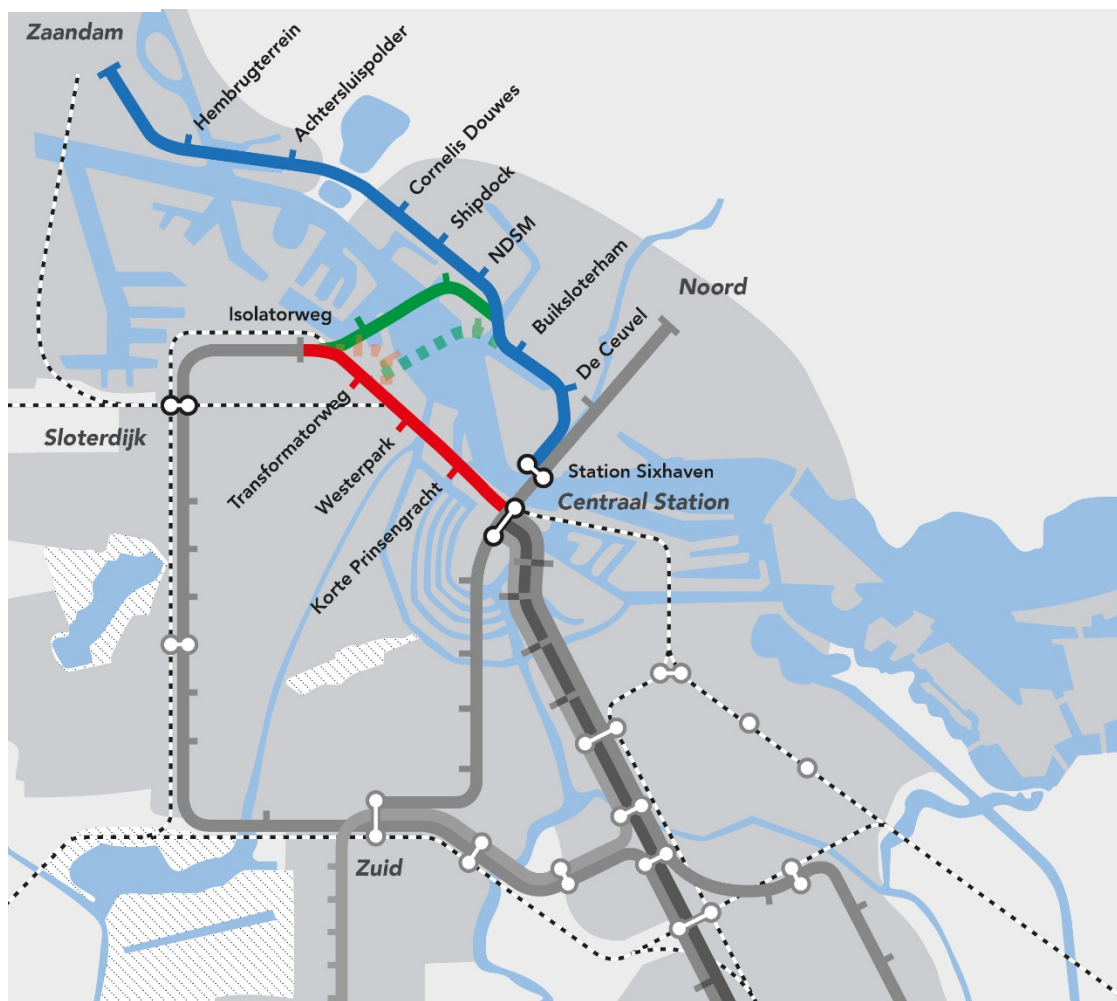 Zaandam
Hembrugterrein
Achtersluispolder
Cornelis Douwes
Shipdock
NDSM
Buiksloterham
Noord
De Ceuvel
Isolatorweg
Sloterdijk
Transformatorweg
Westerpark
Korte Prinsengracht
Station Sixhaven
Centraal Station
Zuid